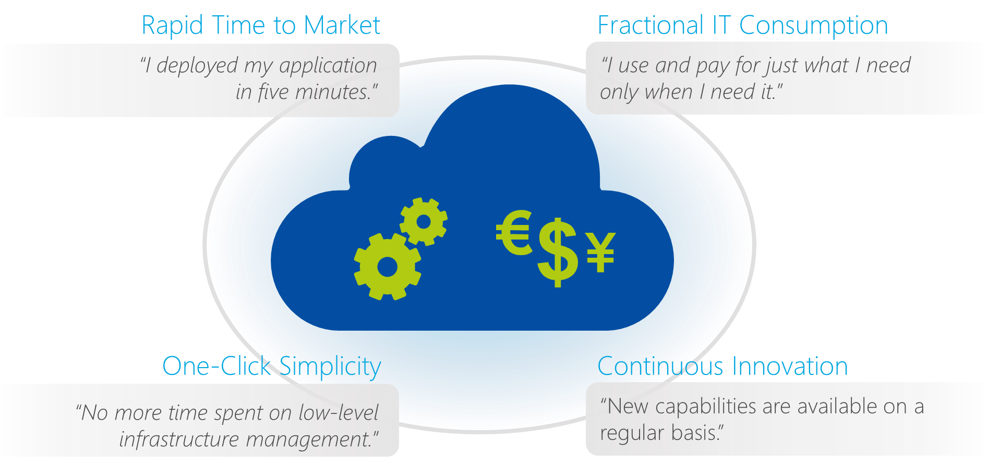 Rapid Time to Market
“I deployed my application
in five minutes.”
Fractional IT Consumption
“I use and pay for just what I need
only when I need it.”
€ $ ¥
One-Click Simplicity
“No more time spent on low-level
infrastructure management.”
Continuous Innovation
“New capabilities are available on a
regular basis.”